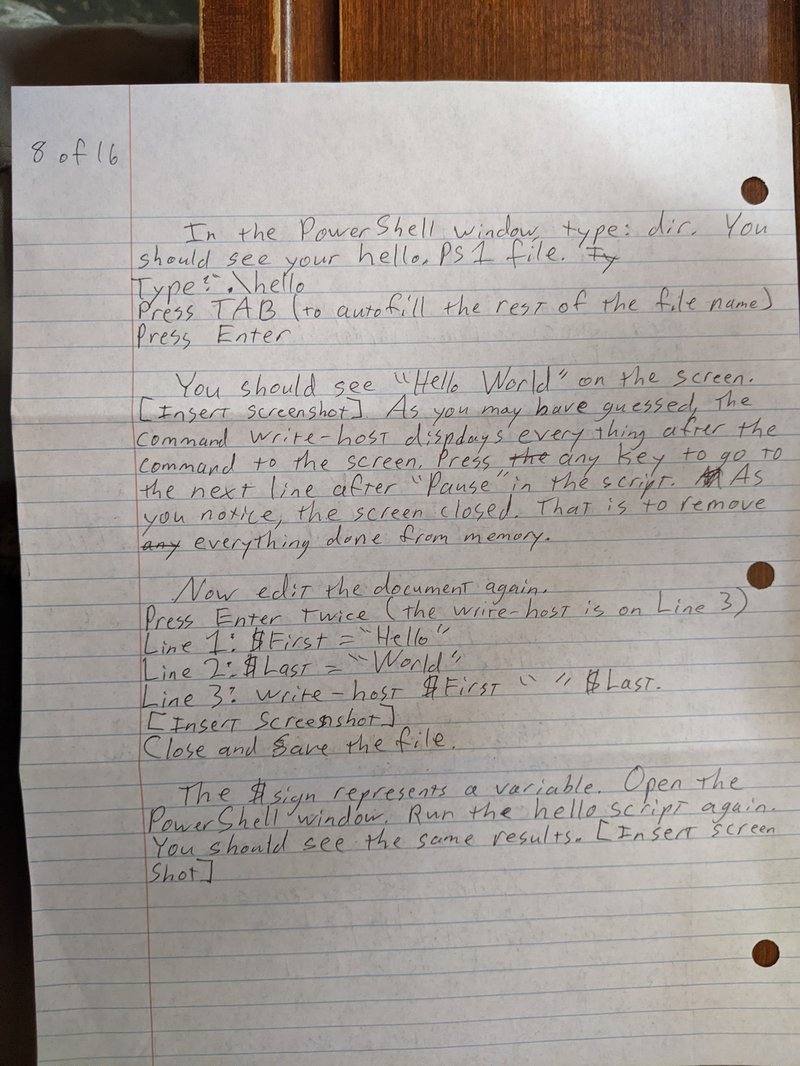 8 of 16
In the PowerShell window, type: dir. You
should see your hello.PS1 file. Ty
Type: .\hello
Press TAB (to autofill the rest of the file name)
Press Enter
You should see "Hello World" on the screen.
[Insert screenshot]. As you may have guessed, the
command write-host displays every thing after the
command to the screen. Press the any key to go to
the next line after "Pause" in the script. As
you notice, the screen closed. That is to remove
any everything done from memory.
Now edit the document again.
Press Enter twice (the write-host is on Line 3)
Line 1: $First = "Hello"
Line 2: $Last = "World"
Line 3: write-host $First " " $Last.
[Insert Screenshot]
Close and save the file.
The $ sign represents a variable. Open the
PowerShell window. Run the hello script again.
You should see the same results. [Insert screen
shot]